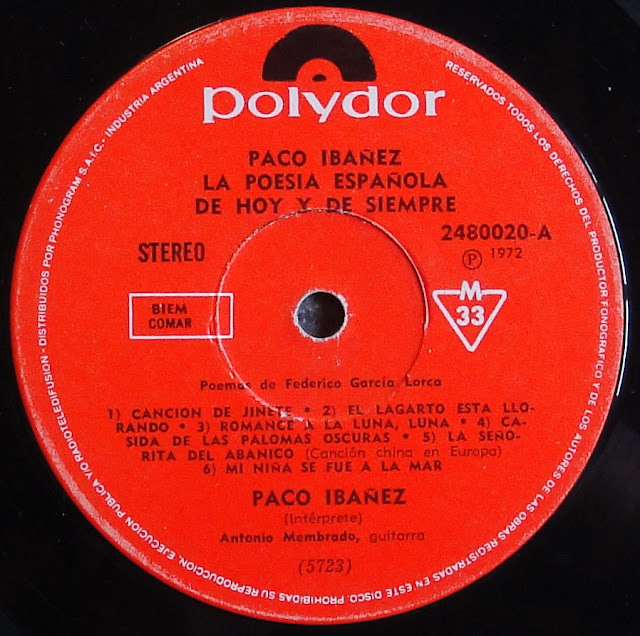 polydor
PACO IBAÑEZ
LA POESIA ESPAÑOLA
DE HOY Y DE SIEMPRE
STEREO
2480020-A
Ⓟ 1972
BIEM
COMAR
M
33
Poemas de Federico García Lorca
1) CANCION DE JINETE • 2) EL LAGARTO ESTA LLO-
RANDO • 3) ROMANCE A LA LUNA, LUNA • 4) CA-
SIDA DE LAS PALOMAS OSCURAS • 5) LA SEÑO-
RITA DEL ABANICO (Canción china en Europa)
6) MI NIÑA SE FUE A LA MAR
PACO IBAÑEZ
(Intérprete)
Antonio Membrado, guitarra
(5723)
RESERVADOS TODOS LOS DERECHOS DEL PRODUCTOR FONOGRAFICO Y DE LOS AUTORES DE LAS OBRAS REGISTRADAS EN ESTE DISCO. PROHIBIDAS SU REPRODUCCION, EJECUCION PUBLICA Y/O RADIOTELEDIFUSION - DISTRIBUIDOS POR PHONOGRAM S.A.I.C. - INDUSTRIA ARGENTINA